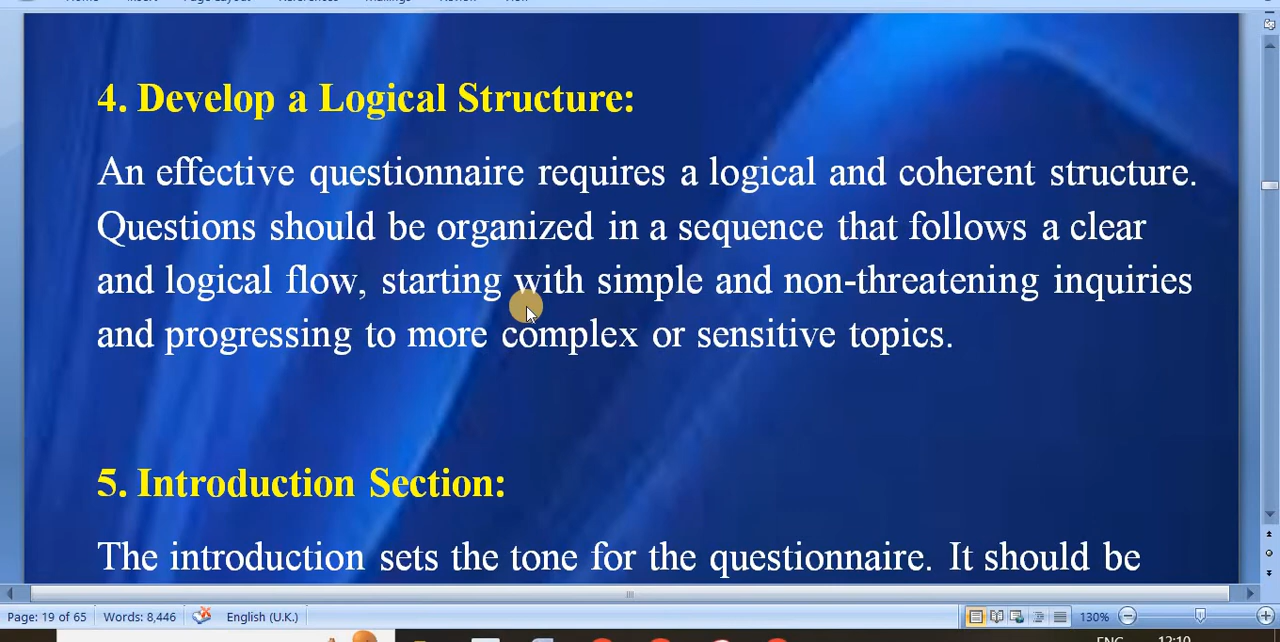 4. Develop a Logical Structure:
An effective questionnaire requires a logical and coherent structure.
Questions should be organized in a sequence that follows a clear
and logical flow, starting with simple and non-threatening inquiries
and progressing to more complex or sensitive topics.
5. Introduction Section:
The introduction sets the tone for the questionnaire. It should be
Page: 19 of 65 Words: 8,446 English (U.K.) 130%